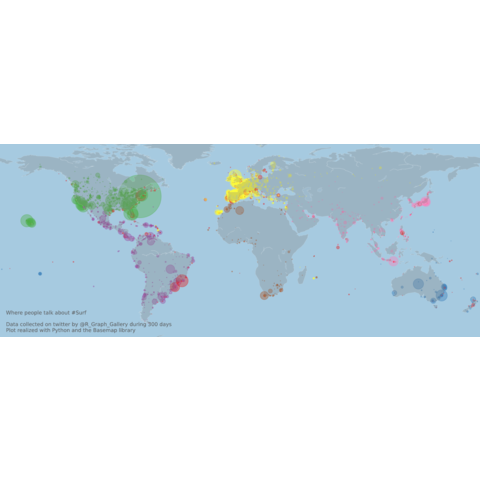 Where people talk about #Surf
Data collected on twitter by @R_Graph_Gallery during 300 days
Plot realized with Python and the Basemap library